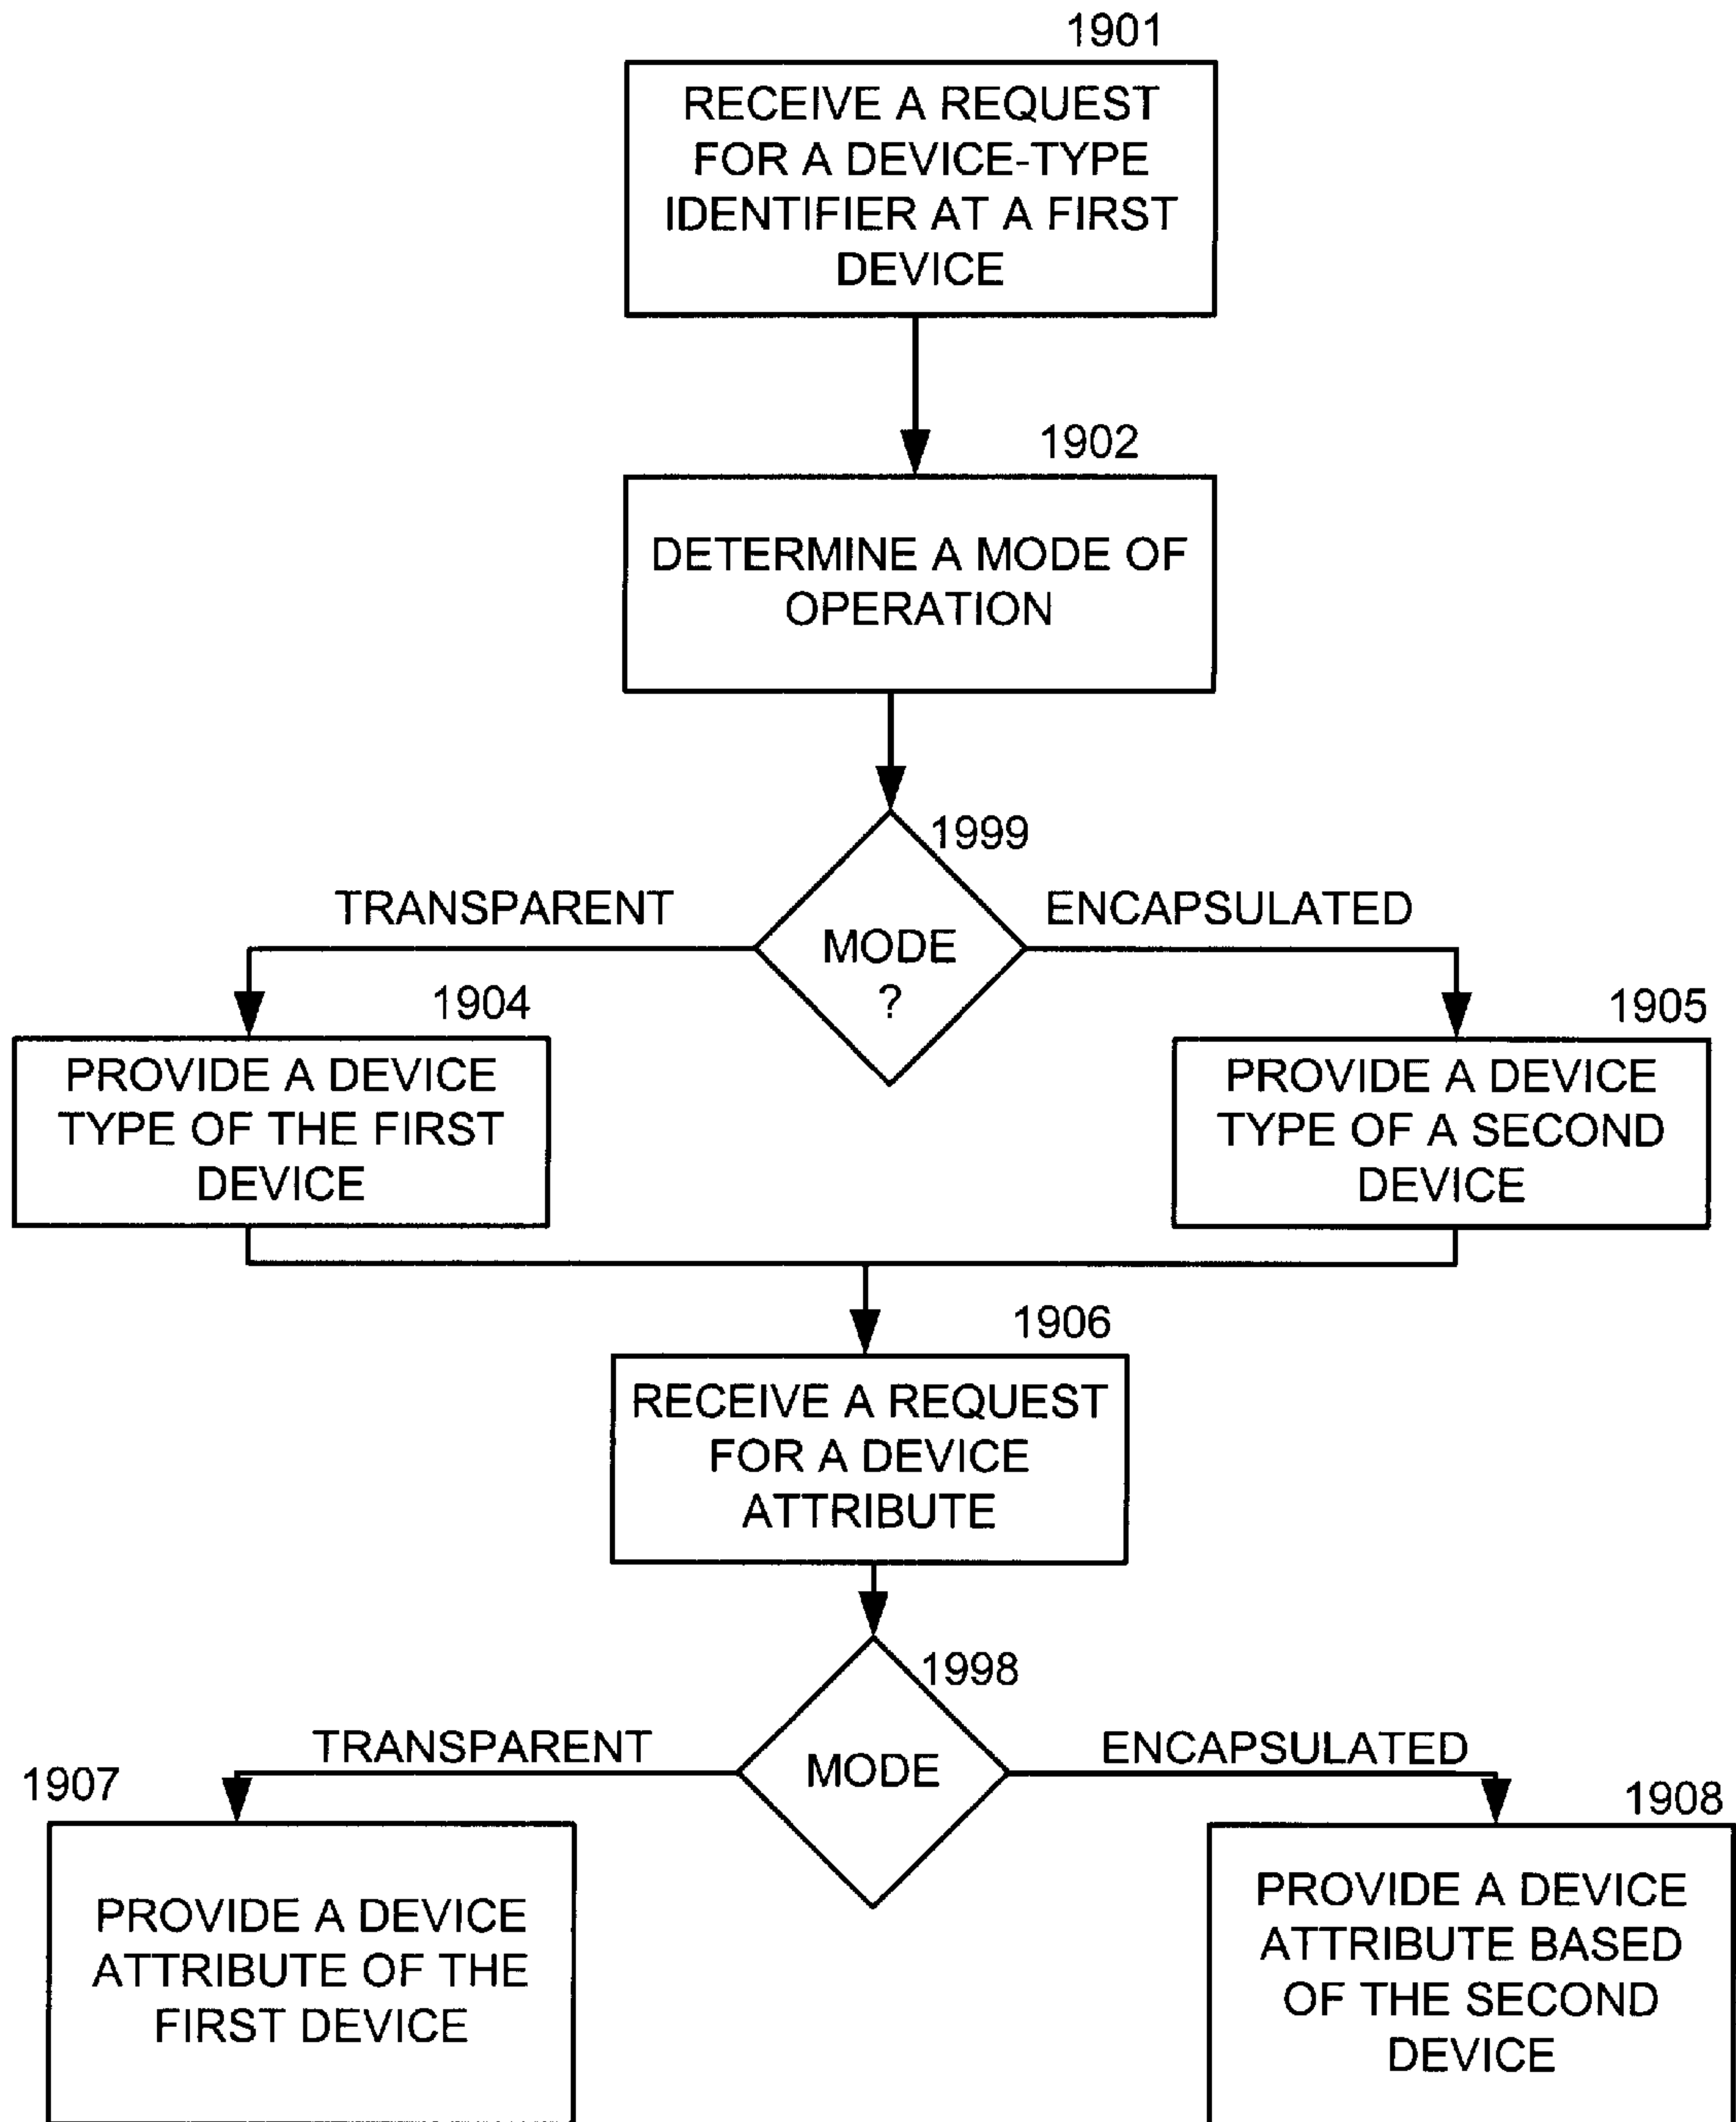 1901
RECEIVE A REQUEST
FOR A DEVICE-TYPE
IDENTIFIER AT A FIRST
DEVICE
1902
DETERMINE A MODE OF
OPERATION
1999
TRANSPARENT
ENCAPSULATED
MODE
?
1904
PROVIDE A DEVICE
TYPE OF THE FIRST
DEVICE
1905
PROVIDE A DEVICE
TYPE OF A SECOND
DEVICE
1906
RECEIVE A REQUEST
FOR A DEVICE
ATTRIBUTE
1998
TRANSPARENT
ENCAPSULATED
MODE
1907
PROVIDE A DEVICE
ATTRIBUTE OF THE
FIRST DEVICE
1908
PROVIDE A DEVICE
ATTRIBUTE BASED
OF THE SECOND
DEVICE